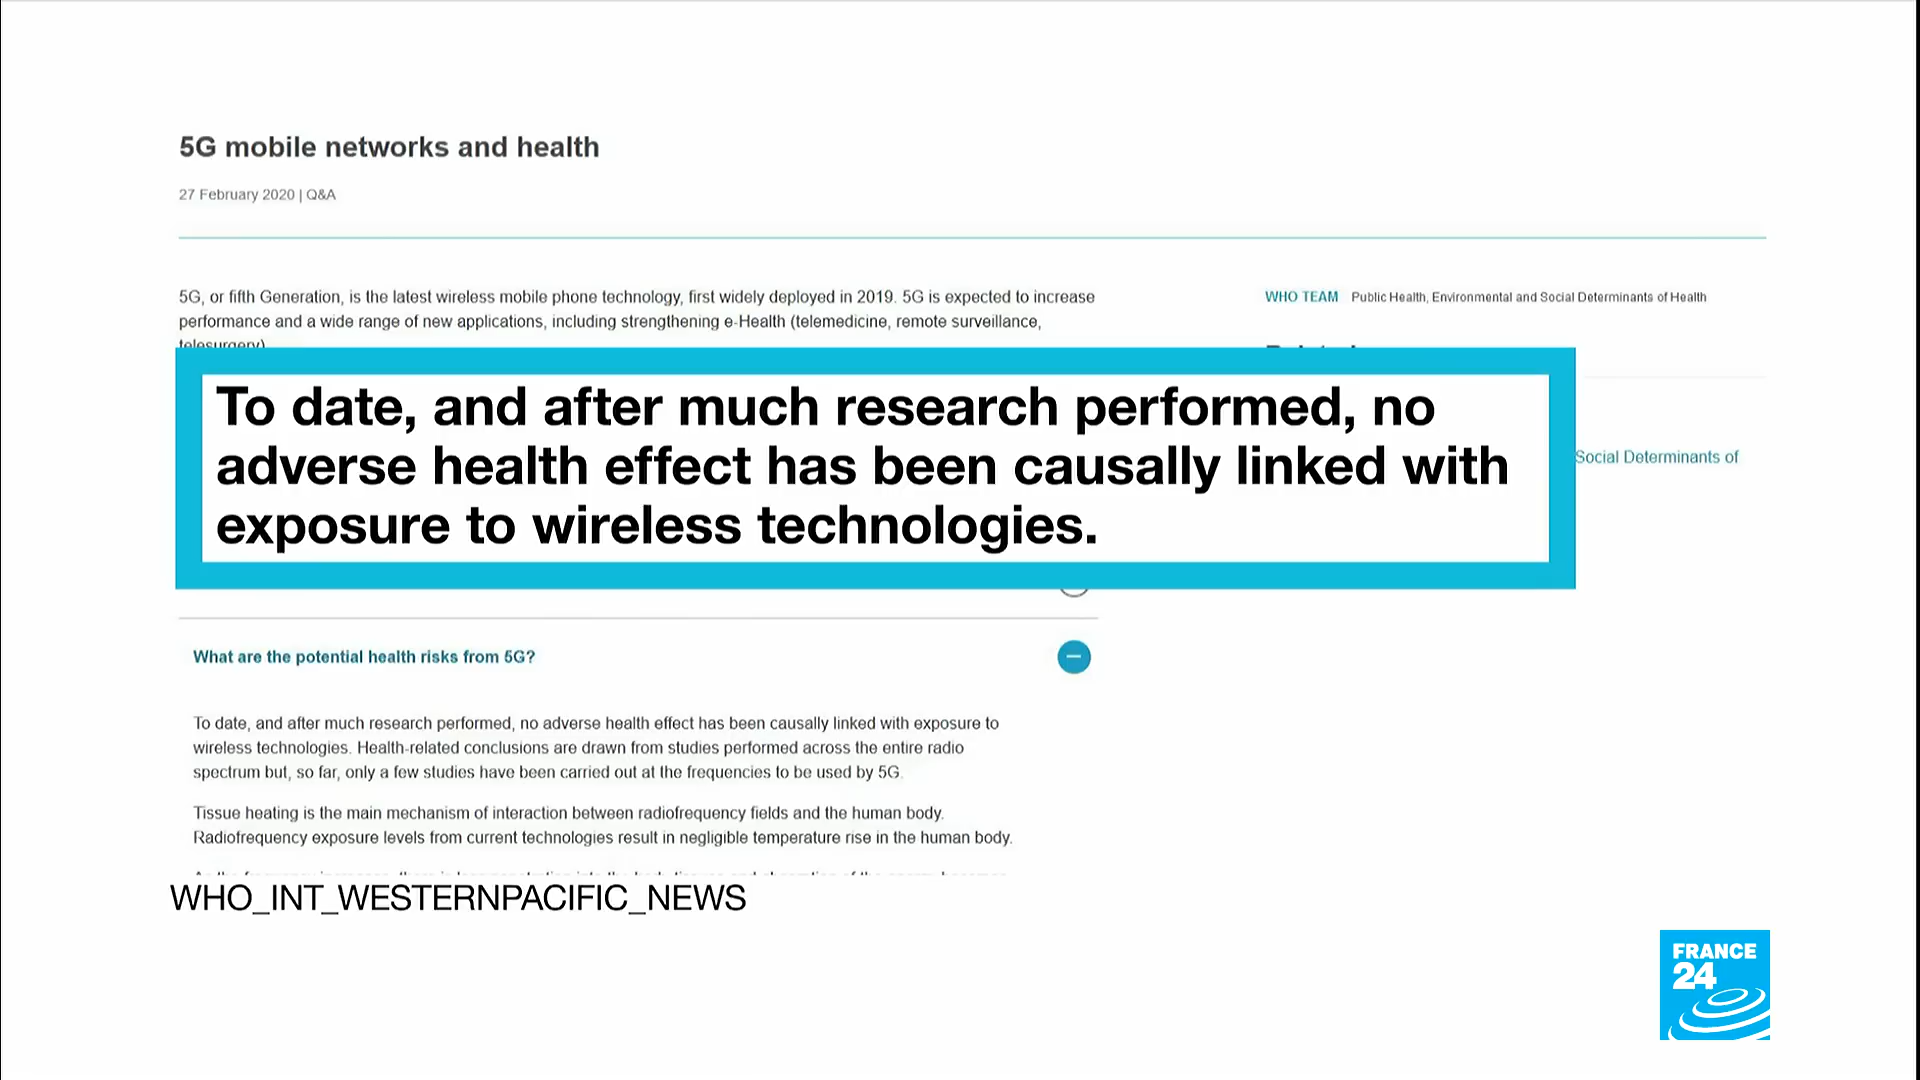 5G mobile networks and health
27 February 2020 | Q&A
5G, or fifth Generation, is the latest wireless mobile phone technology, first widely deployed in 2019. 5G is expected to increase
performance and a wide range of new applications, including strengthening e-Health (telemedicine, remote surveillance,
telesurgery)
WHO TEAM Public Health, Environmental and Social Determinants of Health
To date, and after much research performed, no
adverse health effect has been causally linked with
exposure to wireless technologies.
Social Determinants of
What are the potential health risks from 5G?
To date, and after much research performed, no adverse health effect has been causally linked with exposure to
wireless technologies. Health-related conclusions are drawn from studies performed across the entire radio
spectrum but, so far, only a few studies have been carried out at the frequencies to be used by 5G.
Tissue heating is the main mechanism of interaction between radiofrequency fields and the human body.
Radiofrequency exposure levels from current technologies result in negligible temperature rise in the human body.
WHO_INT_WESTERNPACIFIC_NEWS
FRANCE
24